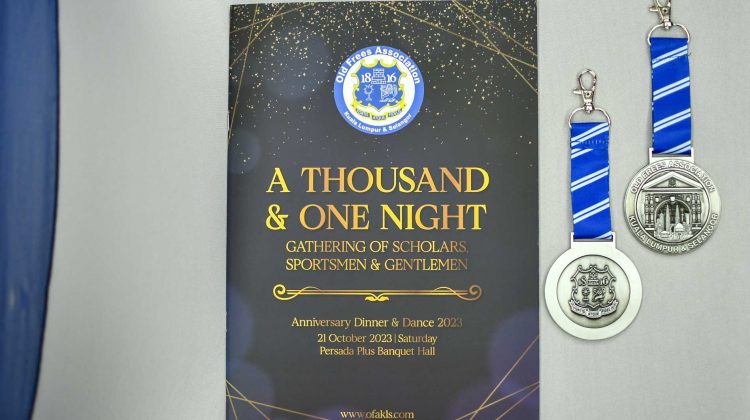 Old Frees Association
1816
Kuala Lumpur & Selangor
A THOUSAND
& ONE NIGHT
GATHERING OF SCHOLARS,
SPORTSMEN & GENTLEMEN
Anniversary Dinner & Dance 2023
21 October 2023 | Saturday
Persada Plus Banquet Hall
www.ofakls.com
OLD FREES ASSOCIATION
KUALA LUMPUR & SELANGOR
1816